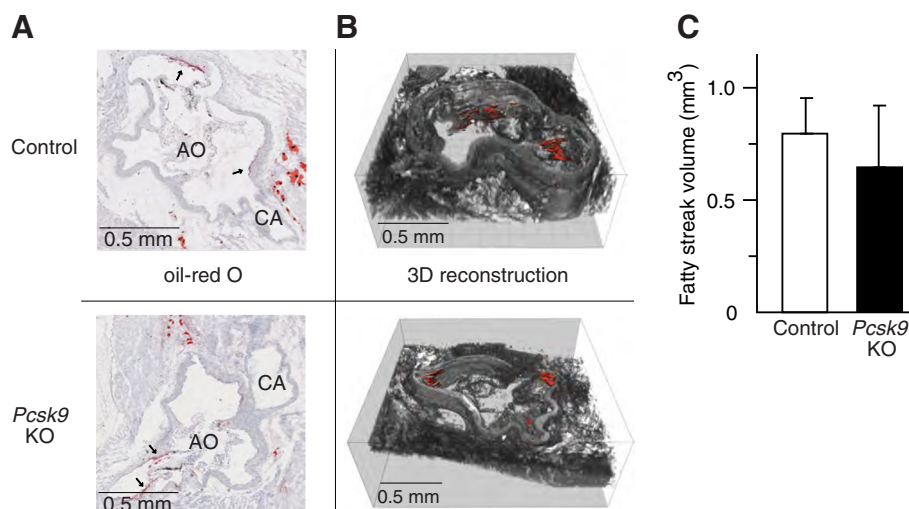 A
B
C
Control
AO
CA
0.5 mm
oil-red O
0.5 mm
3D reconstruction
Pcsk9
KO
CA
AO
0.5 mm
0.5 mm
Fatty streak volume (mm³)
1.0
0.5
0
Control
Pcsk9
KO